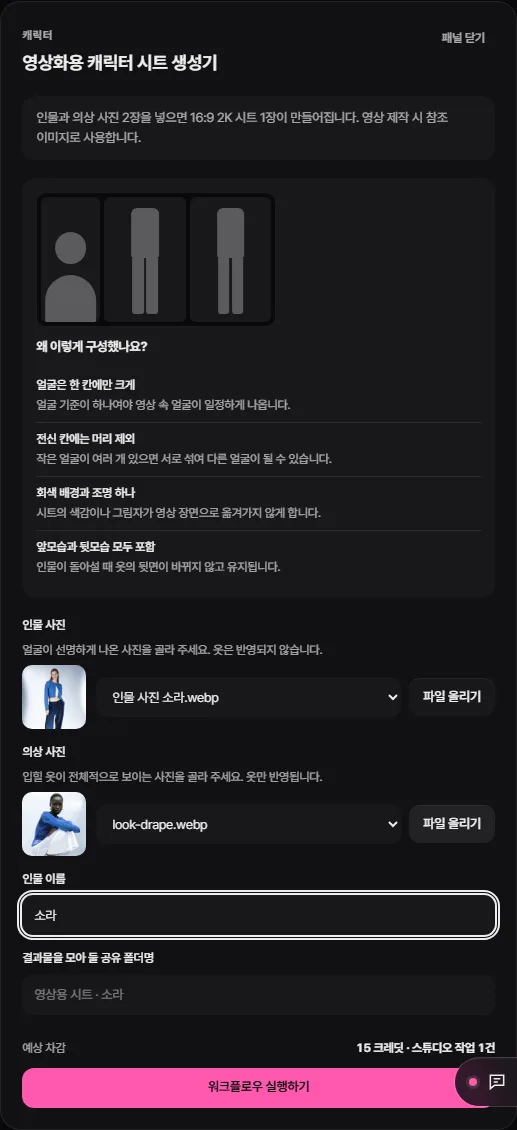 캐릭터
패널 닫기
영상화용 캐릭터 시트 생성기
인물과 의상 사진 2장을 넣으면 16:9 2K 시트 1장이 만들어집니다. 영상 제작 시 참조
이미지로 사용합니다.
왜 이렇게 구성했나요?
얼굴은 한 칸에만 크게
얼굴 기준이 하나여야 영상 속 얼굴이 일정하게 나옵니다.
전신 칸에는 머리 제외
작은 얼굴이 여러 개 있으면 서로 섞여 다른 얼굴이 될 수 있습니다.
회색 배경과 조명 하나
시트의 색감이나 그림자가 영상 장면으로 옮겨가지 않게 합니다.
앞모습과 뒷모습 모두 포함
인물이 돌아설 때 옷의 뒷면이 바뀌지 않고 유지됩니다.
인물 사진
얼굴이 선명하게 나온 사진을 골라 주세요. 옷은 반영되지 않습니다.
인물 사진 소라.webp
파일 올리기
의상 사진
입힐 옷이 전체적으로 보이는 사진을 골라 주세요. 옷만 반영됩니다.
look-drape.webp
파일 올리기
인물 이름
소라
결과물을 모아 둘 공유 폴더명
영상용 시트 · 소라
예상 차감
15 크레딧 · 스튜디오 작업 1건
워크플로우 실행하기